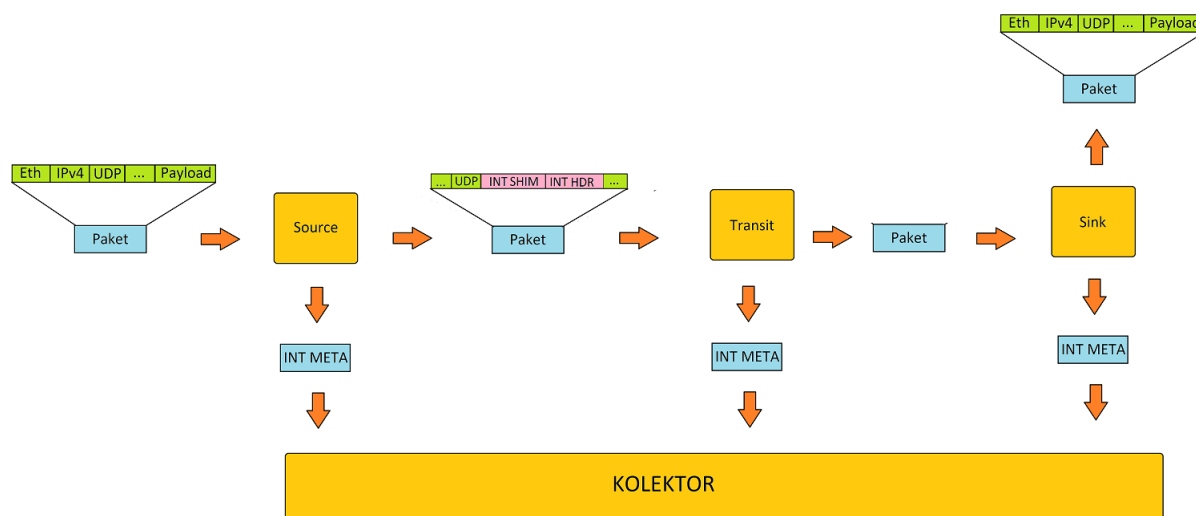 Eth IPv4 UDP ... Payload
Paket
Eth IPv4 UDP ... Payload
Paket
Source
... UDP INT SHIM INT HDR ...
Paket
Transit
Paket
Sink
INT META
INT META
INT META
KOLEKTOR